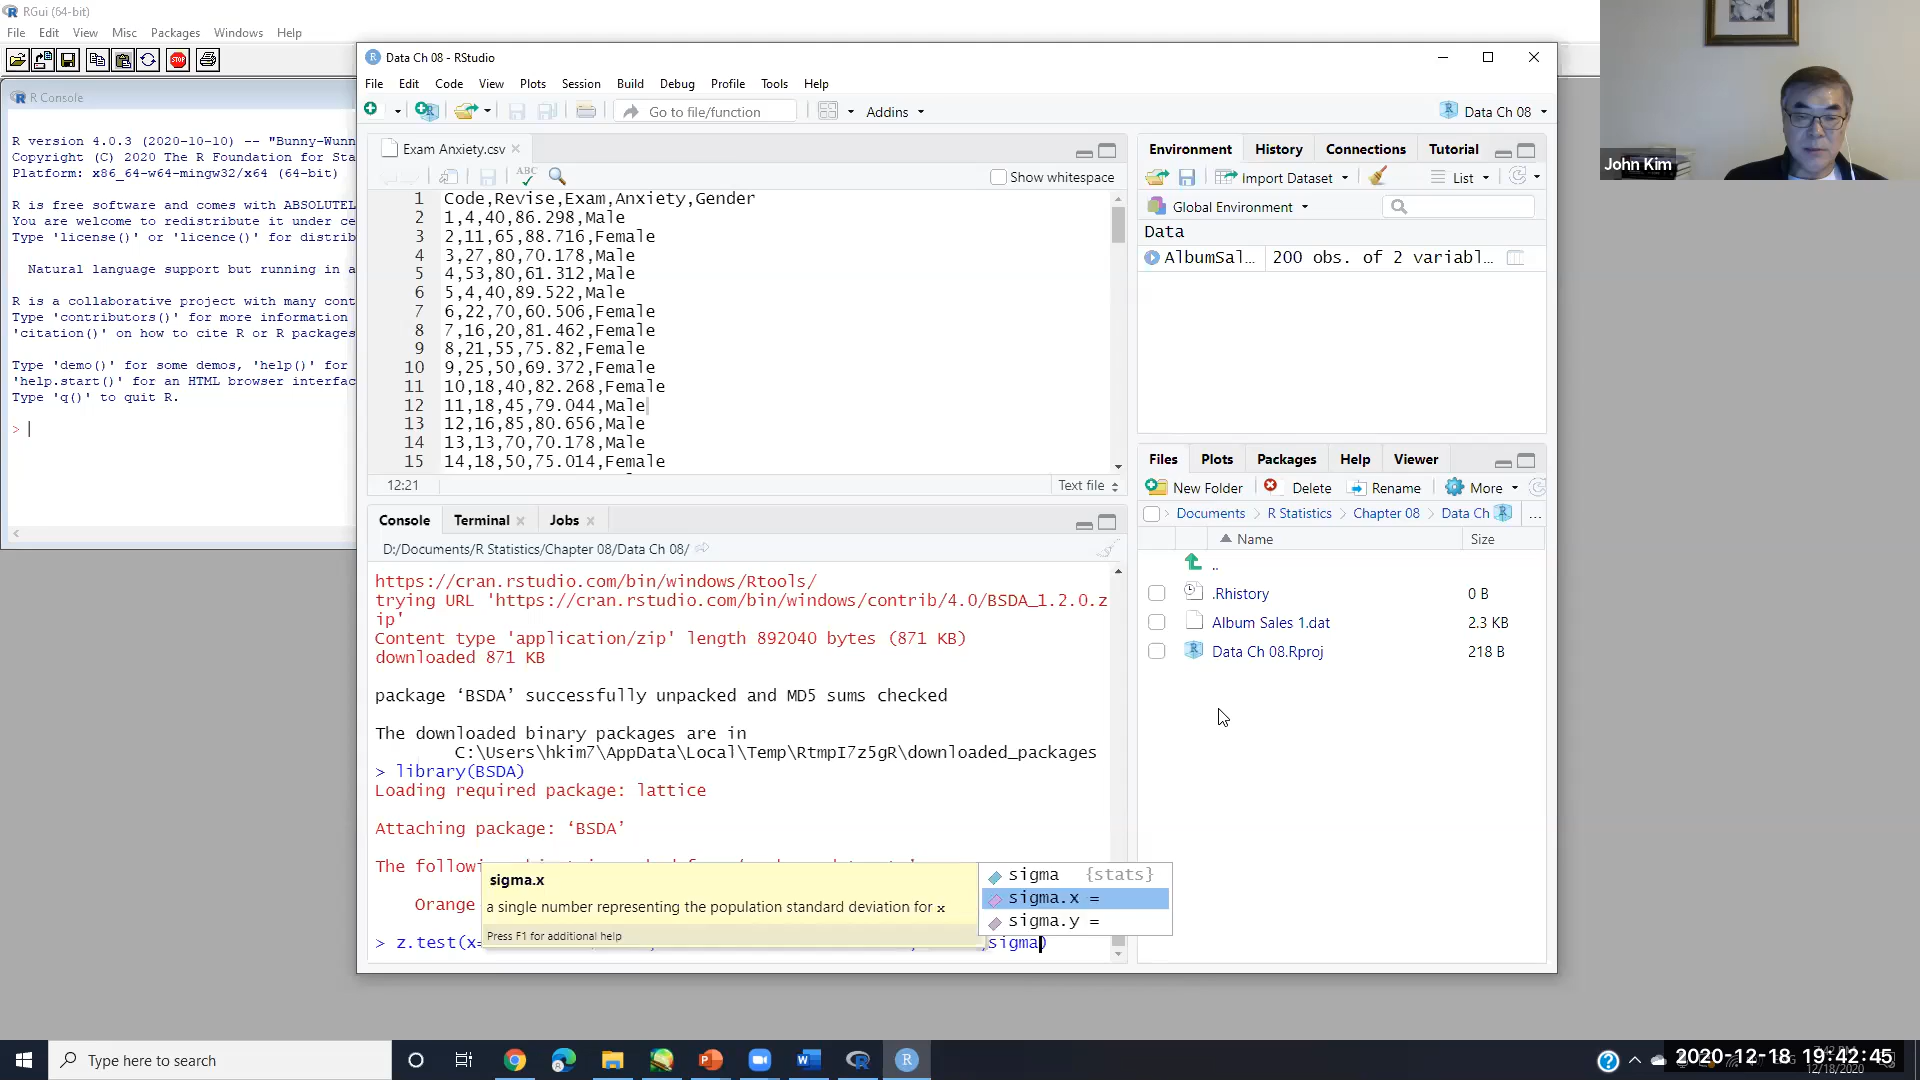 RGui (64-bit)
File Edit View Misc Packages Windows Help
STOP
R Console
R version 4.0.3 (2020-10-10) -- "Bunny-Wunn
Copyright (C) 2020 The R Foundation for Sta
Platform: x86_64-w64-mingw32/x64 (64-bit)
R is free software and comes with ABSOLUTEL
You are welcome to redistribute it under ce
Type 'license()' or 'licence()' for distrib
Natural language support but running in a
R is a collaborative project with many cont
Type 'contributors()' for more information
'citation()' on how to cite R or R packages
Type 'demo()' for some demos, 'help()' for
'help.start()' for an HTML browser interfac
Type 'q()' to quit R.
>
Data Ch 08 - RStudio
File Edit Code View Plots Session Build Debug Profile Tools Help
Go to file/function
Addins
Data Ch 08
Exam Anxiety.csv
ABC
Show whitespace
1 Code,Revise,Exam,Anxiety,Gender
2 1,4,40,86.298,Male
3 2,11,65,88.716,Female
4 3,27,80,70.178,Male
5 4,53,80,61.312,Male
6 5,4,40,89.522,Male
7 6,22,70,60.506,Female
8 7,16,20,81.462,Female
9 8,21,55,75.82,Female
10 9,25,50,69.372,Female
11 10,18,40,82.268,Female
12 11,18,45,79.044,Male
13 12,16,85,80.656,Male
14 13,13,70,70.178,Male
15 14,18,50,75.014,Female
12:21
Text file
Console Terminal Jobs
D:/Documents/R Statistics/Chapter 08/Data Ch 08/
https://cran.rstudio.com/bin/windows/Rtools/
trying URL 'https://cran.rstudio.com/bin/windows/contrib/4.0/BSDA_1.2.0.z
ip'
Content type 'application/zip' length 892040 bytes (871 KB)
downloaded 871 KB
package ‘BSDA’ successfully unpacked and MD5 sums checked
The downloaded binary packages are in
C:\Users\hkim7\AppData\Local\Temp\RtmpI7z5gR\downloaded_packages
> library(BSDA)
Loading required package: lattice
Attaching package: ‘BSDA’
The followi
Orange
> z.test(x=
sigma)
sigma.x
a single number representing the population standard deviation for x
Press F1 for additional help
sigma {stats}
sigma.x =
sigma.y =
Environment History Connections Tutorial
Import Dataset
List
Global Environment
Data
AlbumSal... 200 obs. of 2 variabl...
Files Plots Packages Help Viewer
New Folder Delete Rename More
Documents R Statistics Chapter 08 Data Ch ...
Name Size
..
.Rhistory 0 B
Album Sales 1.dat 2.3 KB
Data Ch 08.Rproj 218 B
John Kim
Type here to search
2020-12-18 19:42:45
12/18/2020